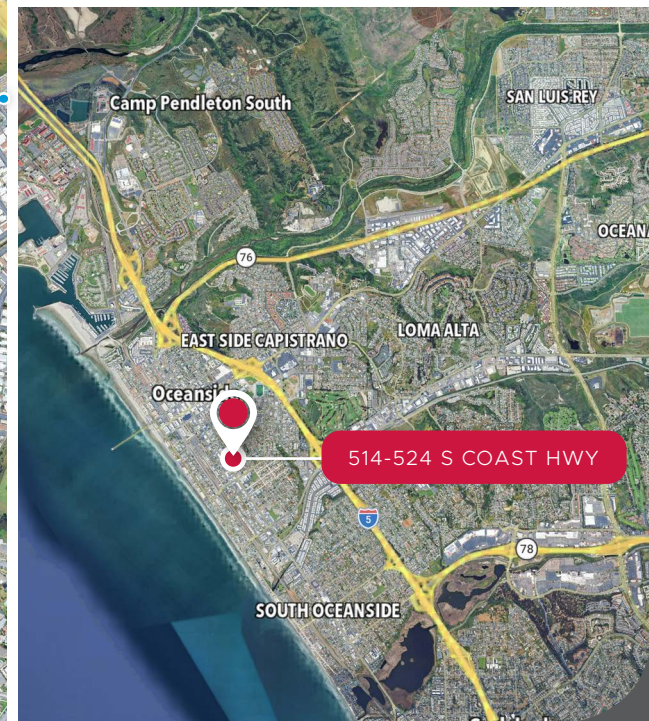 Camp Pendleton South
SAN LUIS REY
76
EAST SIDE CAPISTRANO
LOMA ALTA
Oceanside
514-524 S COAST HWY
5
78
SOUTH OCEANSIDE